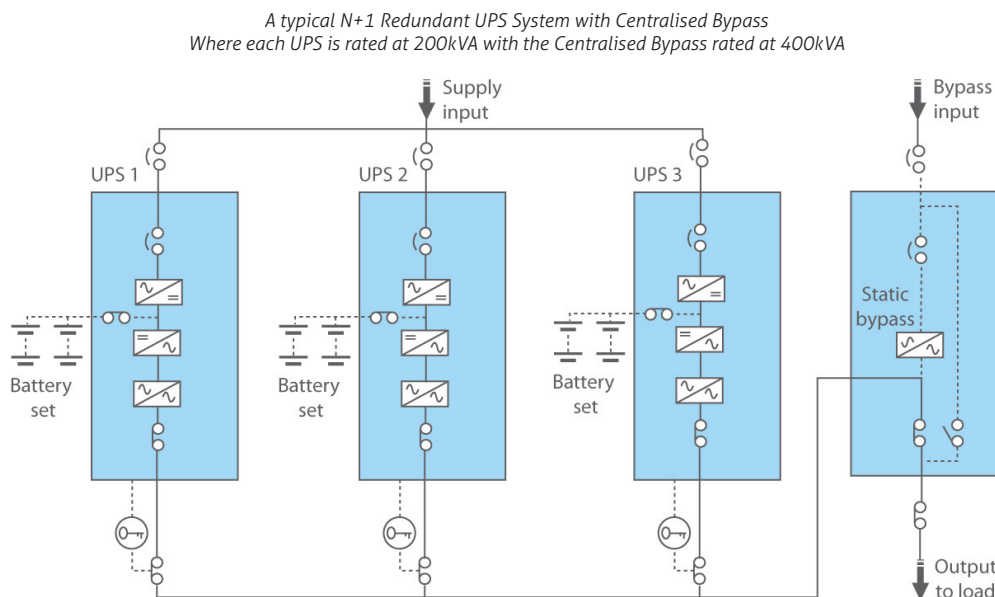 A typical N+1 Redundant UPS System with Centralised Bypass
Where each UPS is rated at 200kVA with the Centralised Bypass rated at 400kVA
Supply
input
Bypass
input
UPS 1
UPS 2
UPS 3
Static
bypass
Battery
set
Battery
set
Battery
set
Output
to load